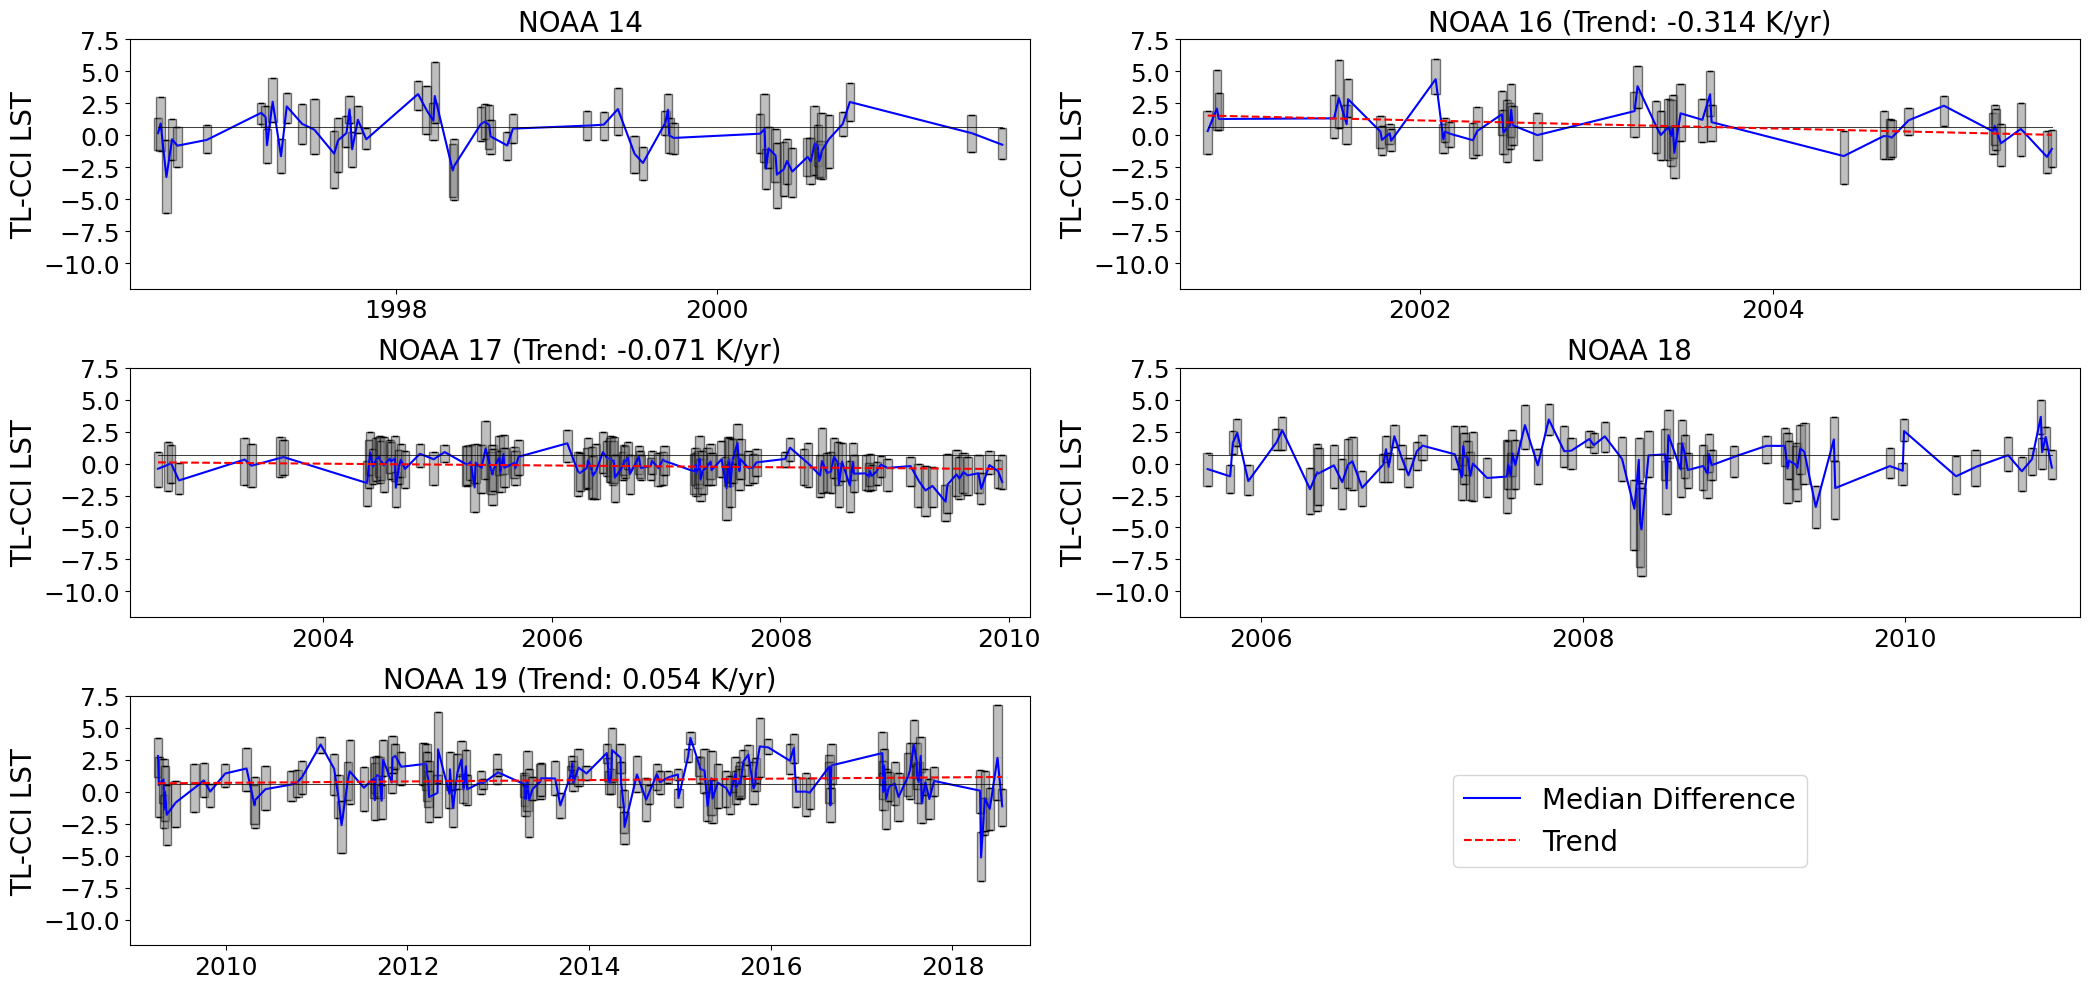 NOAA 14
7.5
5.0
2.5
0.0
−2.5
−5.0
−7.5
−10.0
TL-CCI LST
1998 2000
NOAA 16 (Trend: -0.314 K/yr)
7.5
5.0
2.5
0.0
−2.5
−5.0
−7.5
−10.0
TL-CCI LST
2002 2004
NOAA 17 (Trend: -0.071 K/yr)
7.5
5.0
2.5
0.0
−2.5
−5.0
−7.5
−10.0
TL-CCI LST
2004 2006 2008 2010
NOAA 18
7.5
5.0
2.5
0.0
−2.5
−5.0
−7.5
−10.0
TL-CCI LST
2006 2008 2010
NOAA 19 (Trend: 0.054 K/yr)
7.5
5.0
2.5
0.0
−2.5
−5.0
−7.5
−10.0
TL-CCI LST
2010 2012 2014 2016 2018
Median Difference
Trend